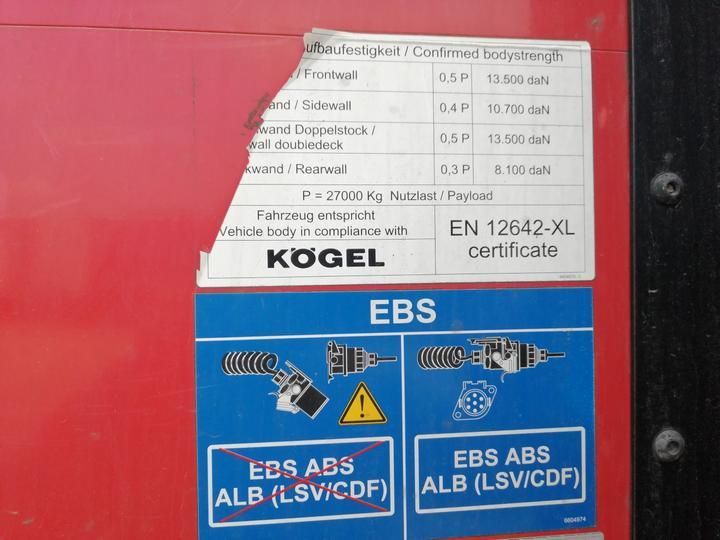 ufbaufestigkeit / Confirmed bodystrength
/ Frontwall 0,5 P 13.500 daN
and / Sidewall 0,4 P 10.700 daN
wand Doppelstock /
wall doubledeck 0,5 P 13.500 daN
kwand / Rearwall 0,3 P 8.100 daN
P = 27000 Kg Nutzlast / Payload
Fahrzeug entspricht
Vehicle body in compliance with
KÖGEL
EN 12642-XL
certificate
EBS
EBS ABS
ALB (LSV/CDF)
EBS ABS
ALB (LSV/CDF)
6604974